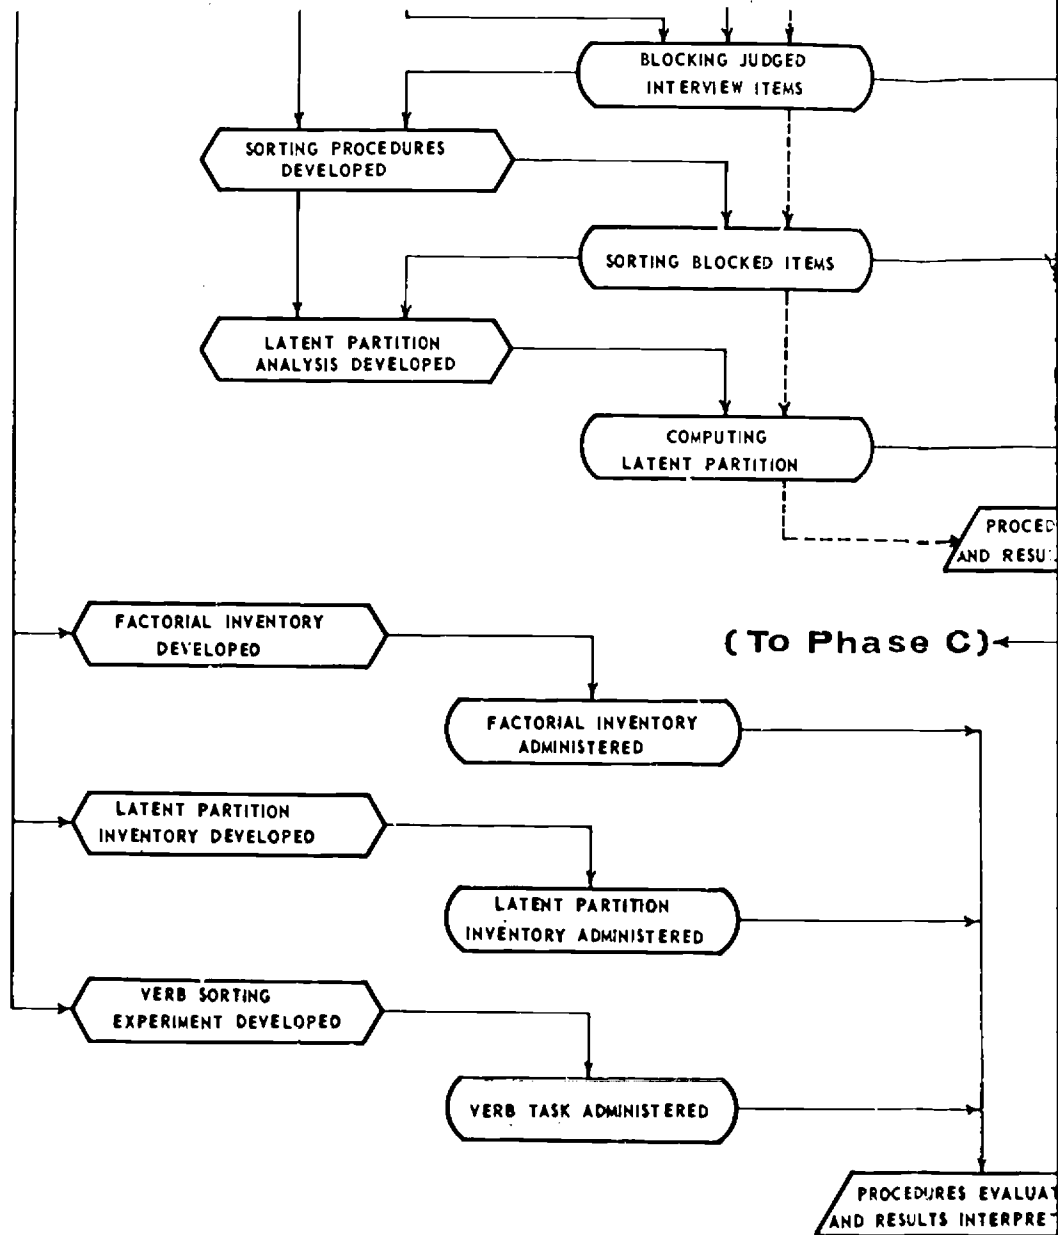 BLOCKING JUDGED
INTERVIEW ITEMS
SORTING PROCEDURES
DEVELOPED
SORTING BLOCKED ITEMS
LATENT PARTITION
ANALYSIS DEVELOPED
COMPUTING
LATENT PARTITION
PROCED
AND RESU
FACTORIAL INVENTORY
DEVELOPED
(To Phase C)
FACTORIAL INVENTORY
ADMINISTERED
LATENT PARTITION
INVENTORY DEVELOPED
LATENT PARTITION
INVENTORY ADMINISTERED
VERB SORTING
EXPERIMENT DEVELOPED
VERB TASK ADMINISTERED
PROCEDURES EVALUAT
AND RESULTS INTERPRET